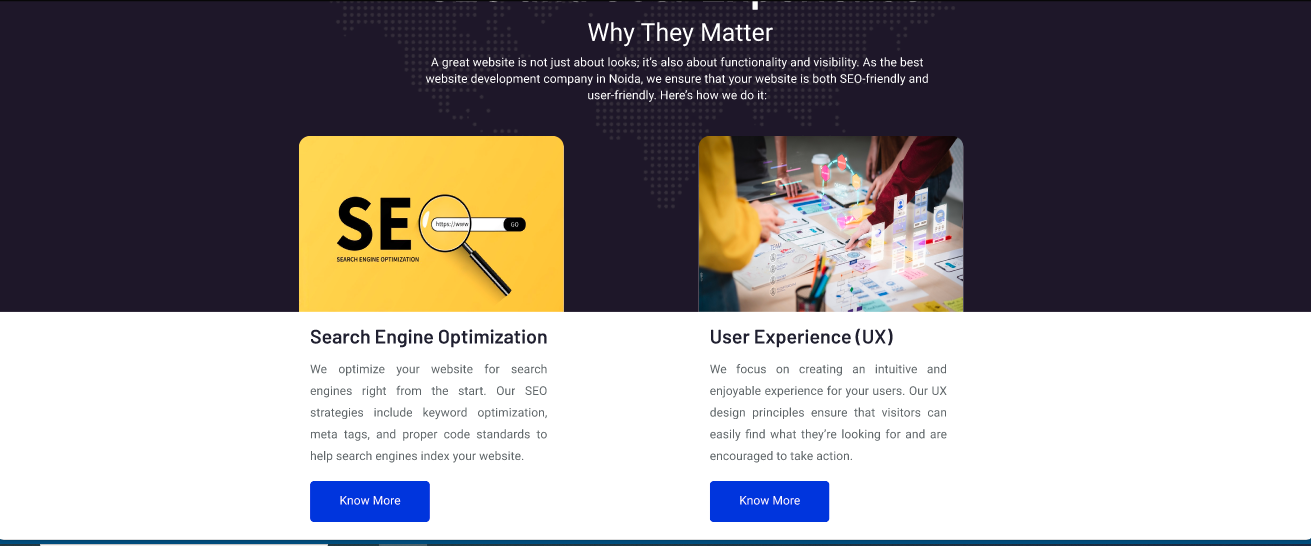 SEO and User Experience
Why They Matter
A great website is not just about looks; it's also about functionality and visibility. As the best
website development company in Noida, we ensure that your website is both SEO-friendly and
user-friendly. Here's how we do it:
SE
https://www
GO
SEARCH ENGINE OPTIMIZATION
TEAM
Search Engine Optimization
We optimize your website for search
engines right from the start. Our SEO
strategies include keyword optimization,
meta tags, and proper code standards to
help search engines index your website.
Know More
User Experience (UX)
We focus on creating an intuitive and
enjoyable experience for your users. Our UX
design principles ensure that visitors can
easily find what they're looking for and are
encouraged to take action.
Know More